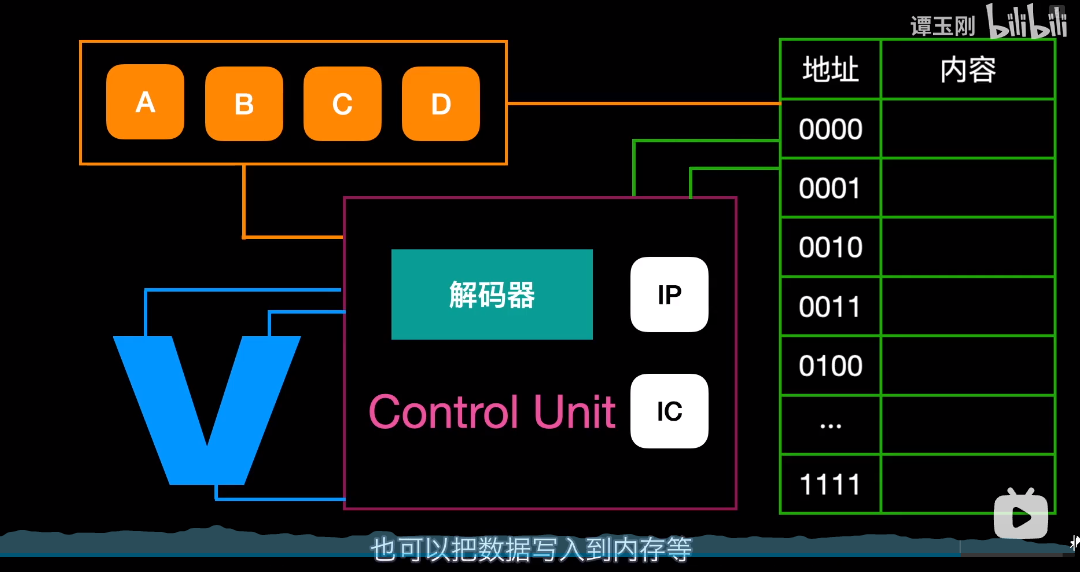 谭玉刚 bilibili
A B C D
地址 内容
0000
0001
0010
0011
0100
...
1111
解码器 IP
Control Unit IC
也可以把数据写入到内存等